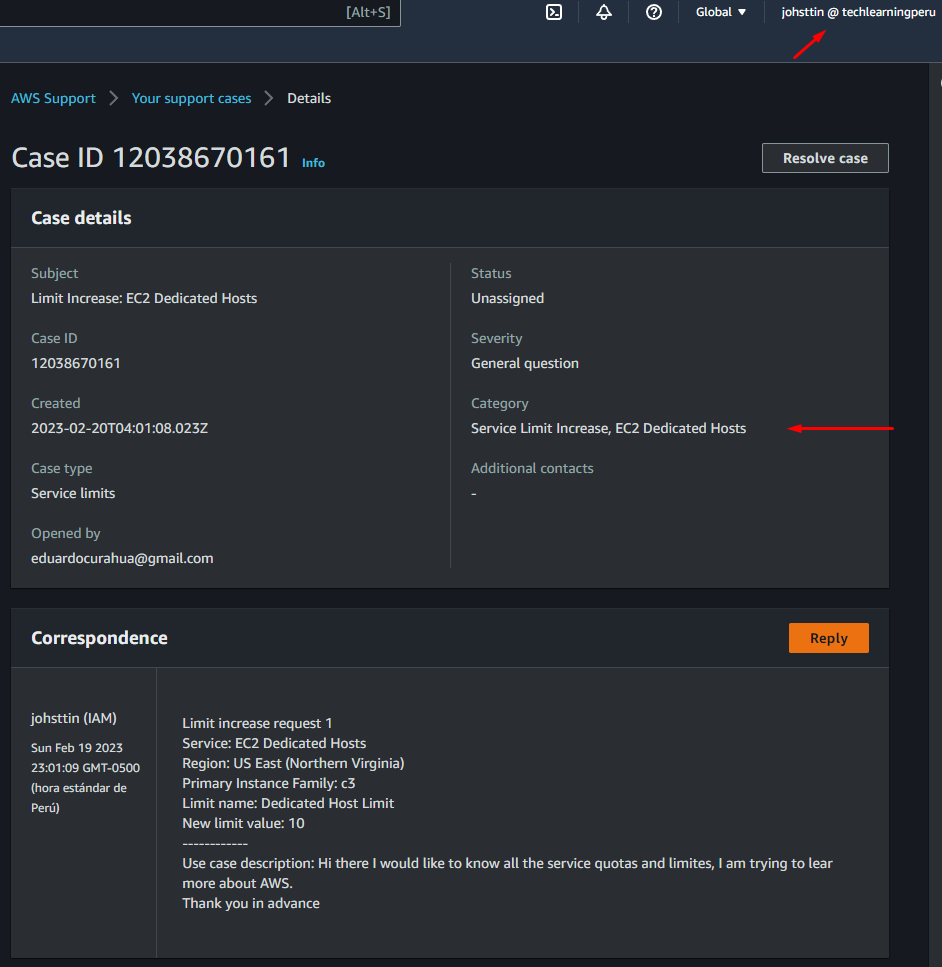 [Alt+S]
Global
johsttin @ techlearningperu
AWS Support
Your support cases
Details
Case ID 12038670161
Info
Resolve case
Case details
Subject
Limit Increase: EC2 Dedicated Hosts
Case ID
12038670161
Created
2023-02-20T04:01:08.023Z
Case type
Service limits
Opened by
eduardocurahua@gmail.com
Status
Unassigned
Severity
General question
Category
Service Limit Increase, EC2 Dedicated Hosts
Additional contacts
-
Correspondence
Reply
johsttin (IAM)
Sun Feb 19 2023
23:01:09 GMT-0500
(hora estándar de
Perú)
Limit increase request 1
Service: EC2 Dedicated Hosts
Region: US East (Northern Virginia)
Primary Instance Family: c3
Limit name: Dedicated Host Limit
New limit value: 10
------------
Use case description: Hi there I would like to know all the service quotas and limites, I am trying to lear
more about AWS.
Thank you in advance